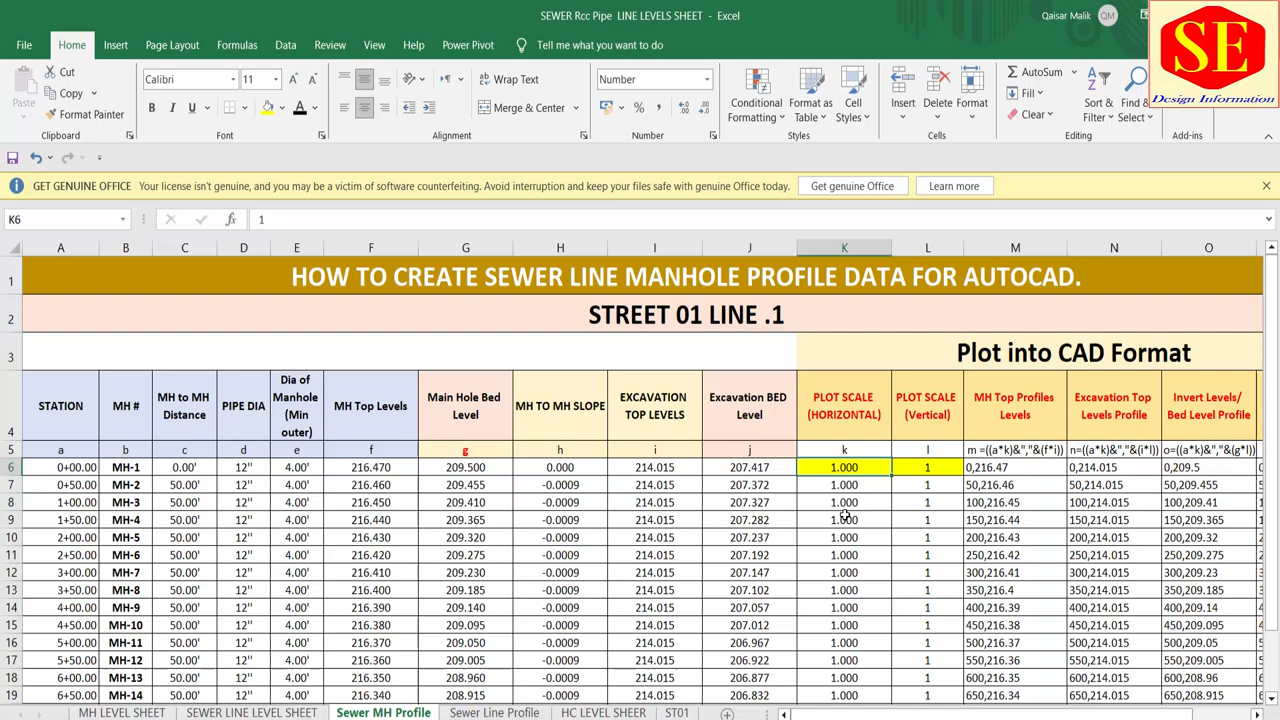 SEWER Rcc Pipe LINE LEVELS SHEET - Excel
Qaisar Malik QM
SE
Design Information
File Home Insert Page Layout Formulas Data Review View Help Power Pivot Tell me what you want to do
Paste Cut Copy Format Painter Clipboard
Calibri 11 B I U A Font
Wrap Text Merge & Center Alignment
Number % Number
Conditional Formatting Format as Table Cell Styles Styles
Insert Delete Format Cells
AutoSum Fill Clear Sort & Filter Find & Select Editing
Add-ins
GET GENUINE OFFICE Your license isn't genuine, and you may be a victim of software counterfeiting. Avoid interruption and keep your files safe with genuine Office today. Get genuine Office Learn more
K6 fx 1
A B C D E F G H I J K L M N O
1 HOW TO CREATE SEWER LINE MANHOLE PROFILE DATA FOR AUTOCAD.
2 STREET 01 LINE .1
3 Plot into CAD Format
4 STATION MH # MH to MH Distance PIPE DIA Dia of Manhole (Min outer) MH Top Levels Main Hole Bed Level MH TO MH SLOPE EXCAVATION TOP LEVELS Excavation BED Level PLOT SCALE (HORIZONTAL) PLOT SCALE (Vertical) MH Top Profiles Levels Excavation Top Levels Profile Invert Levels/ Bed Level Profile
5 a b c d e f g h i j k l m =((a*k)&","&(f*i)) n=((a*k)&","&(i*l)) o=((a*k)&","&(g*l))
6 0+00.00 MH-1 0.00' 12" 4.00' 216.470 209.500 0.000 214.015 207.417 1.000 1 0,216.47 0,214.015 0,209.5
7 0+50.00 MH-2 50.00' 12" 4.00' 216.460 209.455 -0.0009 214.015 207.372 1.000 1 50,216.46 50,214.015 50,209.455
8 1+00.00 MH-3 50.00' 12" 4.00' 216.450 209.410 -0.0009 214.015 207.327 1.000 1 100,216.45 100,214.015 100,209.41
9 1+50.00 MH-4 50.00' 12" 4.00' 216.440 209.365 -0.0009 214.015 207.282 1.000 1 150,216.44 150,214.015 150,209.365
10 2+00.00 MH-5 50.00' 12" 4.00' 216.430 209.320 -0.0009 214.015 207.237 1.000 1 200,216.43 200,214.015 200,209.32
11 2+50.00 MH-6 50.00' 12" 4.00' 216.420 209.275 -0.0009 214.015 207.192 1.000 1 250,216.42 250,214.015 250,209.275
12 3+00.00 MH-7 50.00' 12" 4.00' 216.410 209.230 -0.0009 214.015 207.147 1.000 1 300,216.41 300,214.015 300,209.23
13 3+50.00 MH-8 50.00' 12" 4.00' 216.400 209.185 -0.0009 214.015 207.102 1.000 1 350,216.4 350,214.015 350,209.185
14 4+00.00 MH-9 50.00' 12" 4.00' 216.390 209.140 -0.0009 214.015 207.057 1.000 1 400,216.39 400,214.015 400,209.14
15 4+50.00 MH-10 50.00' 12" 4.00' 216.380 209.095 -0.0009 214.015 207.012 1.000 1 450,216.38 450,214.015 450,209.095
16 5+00.00 MH-11 50.00' 12" 4.00' 216.370 209.050 -0.0009 214.015 206.967 1.000 1 500,216.37 500,214.015 500,209.05
17 5+50.00 MH-12 50.00' 12" 4.00' 216.360 209.005 -0.0009 214.015 206.922 1.000 1 550,216.36 550,214.015 550,209.005
18 6+00.00 MH-13 50.00' 12" 4.00' 216.350 208.960 -0.0009 214.015 206.877 1.000 1 600,216.35 600,214.015 600,208.96
19 6+50.00 MH-14 50.00' 12" 4.00' 216.340 208.915 -0.0009 214.015 206.832 1.000 1 650,216.34 650,214.015 650,208.915
MH LEVEL SHEET SEWER LINE LEVEL SHEET Sewer MH Profile Sewer Line Profile HC LEVEL SHEER ST01